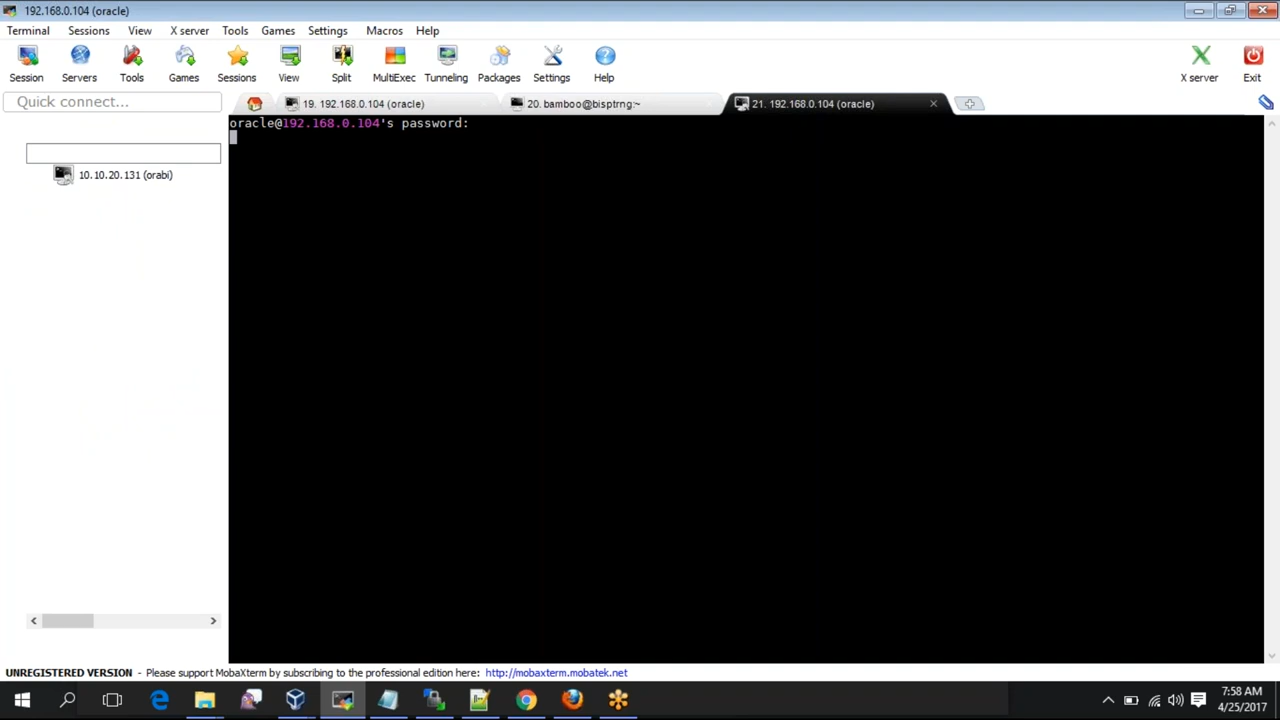 192.168.0.104 (oracle)
Terminal Sessions View X server Tools Games Settings Macros Help
Session Servers Tools Games Sessions View Split MultiExec Tunneling Packages Settings Help X server Exit
Quick connect...
19. 192.168.0.104 (oracle)
20. bamboo@bisptrng:~
21. 192.168.0.104 (oracle)
oracle@192.168.0.104's password:
10.10.20.131 (orabi)
UNREGISTERED VERSION - Please support MobaXterm by subscribing to the professional edition here: http://mobaxterm.mobatek.net
7:58 AM
4/25/2017